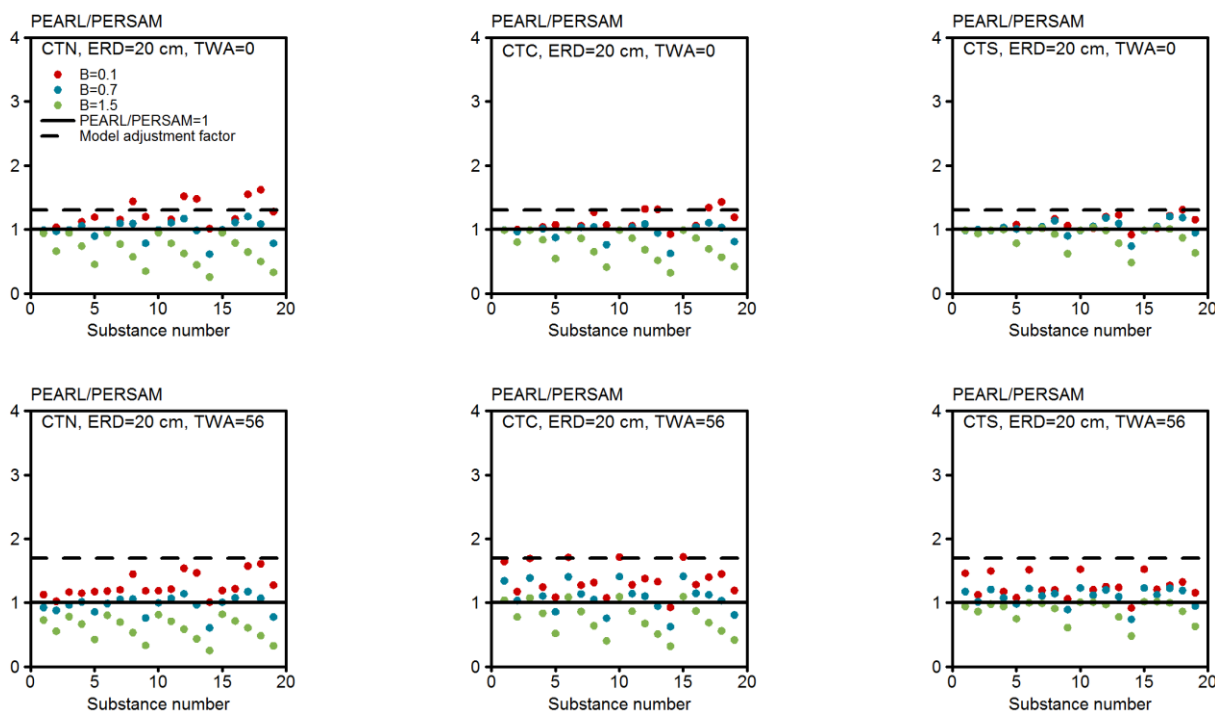 PEARL/PERSAM
4
CTN, ERD=20 cm, TWA=0
B=0.1
B=0.7
B=1.5
PEARL/PERSAM=1
Model adjustment factor
3
2
1
0
0 5 10 15 20
Substance number
PEARL/PERSAM
4
CTC, ERD=20 cm, TWA=0
3
2
1
0
0 5 10 15 20
Substance number
PEARL/PERSAM
4
CTS, ERD=20 cm, TWA=0
3
2
1
0
0 5 10 15 20
Substance number
PEARL/PERSAM
4
CTN, ERD=20 cm, TWA=56
3
2
1
0
0 5 10 15 20
Substance number
PEARL/PERSAM
4
CTC, ERD=20 cm, TWA=56
3
2
1
0
0 5 10 15 20
Substance number
PEARL/PERSAM
4
CTS, ERD=20 cm, TWA=56
3
2
1
0
0 5 10 15 20
Substance number